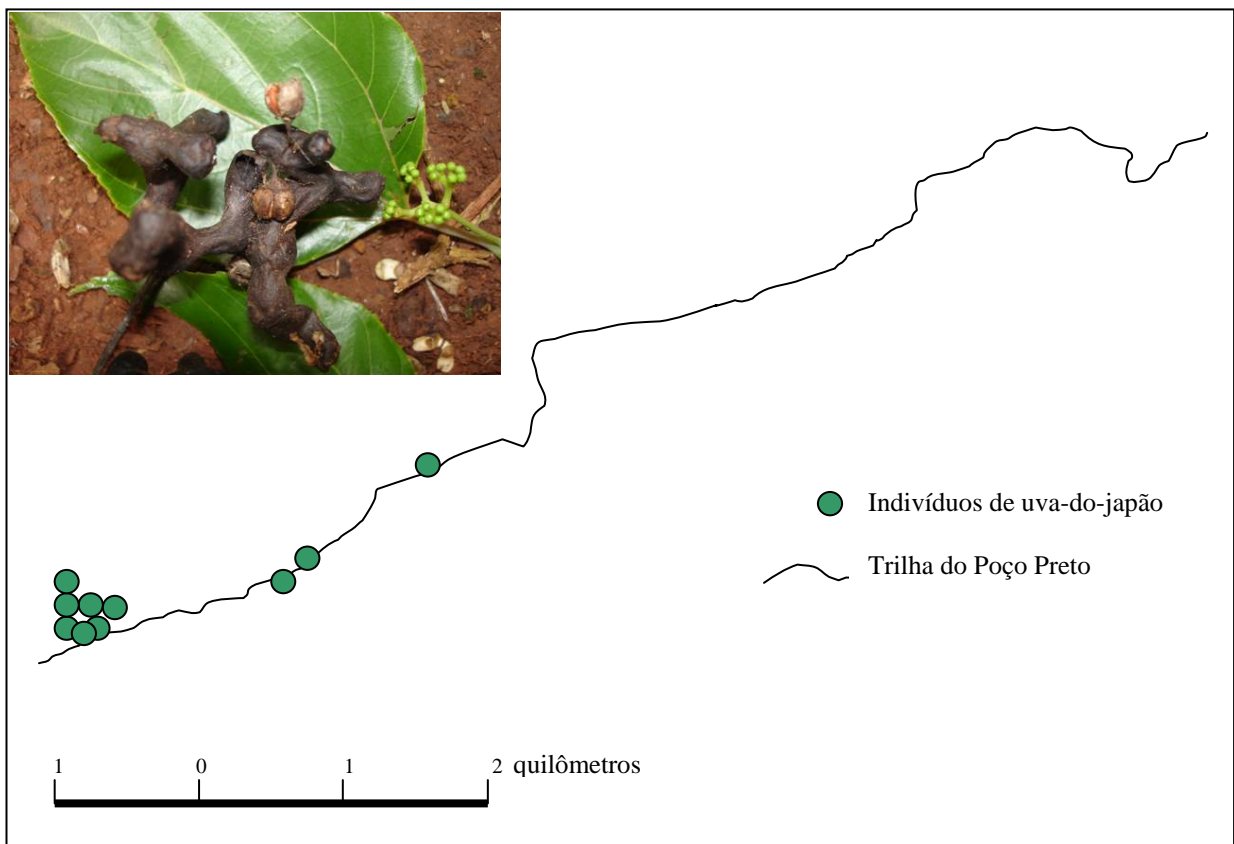 Indivíduos de uva-do-japão
Trilha do Poço Preto
1 0 1 2 quilômetros